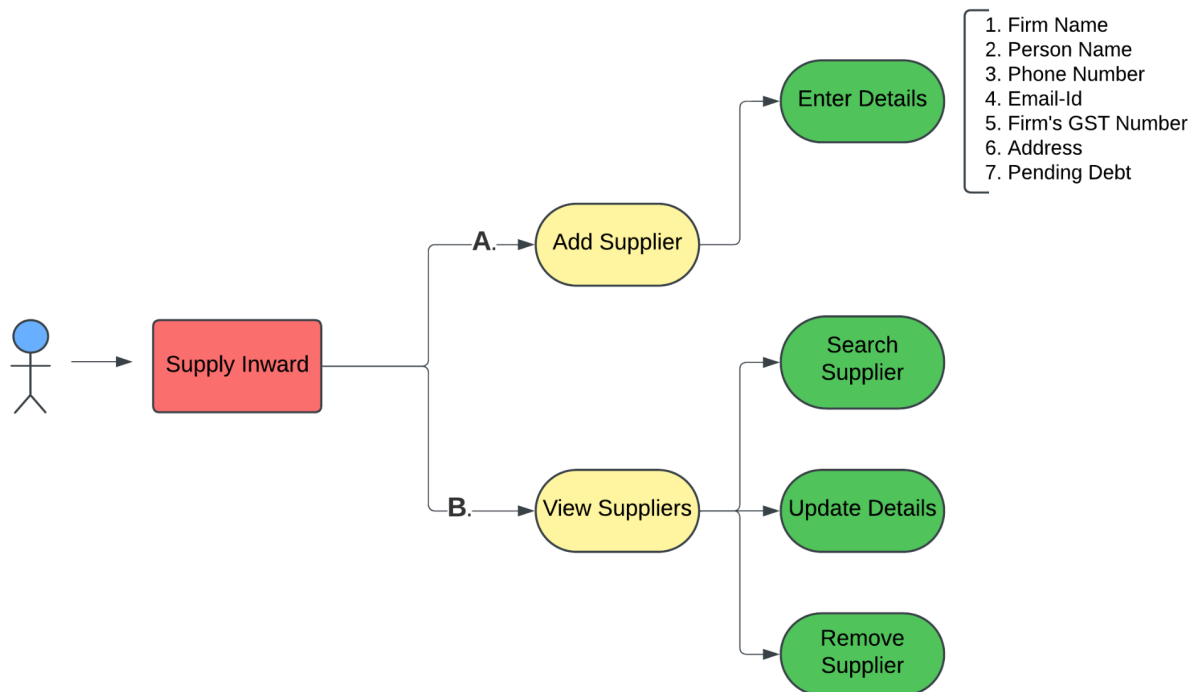 1. Firm Name
2. Person Name
3. Phone Number
4. Email-Id
5. Firm's GST Number
6. Address
7. Pending Debt
Enter Details
A.
Add Supplier
Supply Inward
Search
Supplier
B.
View Suppliers
Update Details
Remove
Supplier